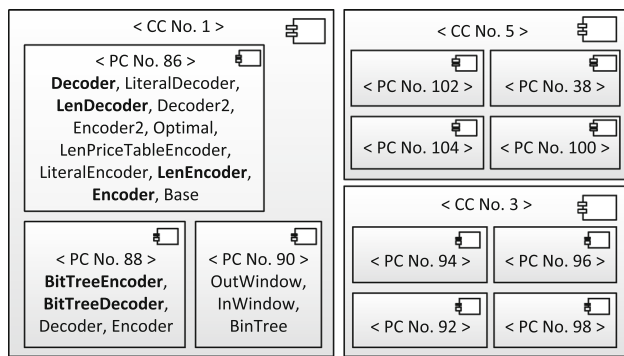 < CC No. 1 >
< PC No. 86 >
Decoder, LiteralDecoder,
LenDecoder, Decoder2,
Encoder2, Optimal,
LenPriceTableEncoder,
LiteralEncoder, LenEncoder,
Encoder, Base
< PC No. 88 >
BitTreeEncoder,
BitTreeDecoder,
Decoder, Encoder
< PC No. 90 >
OutWindow,
InWindow,
BinTree
< CC No. 5 >
< PC No. 102 >
< PC No. 38 >
< PC No. 104 >
< PC No. 100 >
< CC No. 3 >
< PC No. 94 >
< PC No. 96 >
< PC No. 92 >
< PC No. 98 >